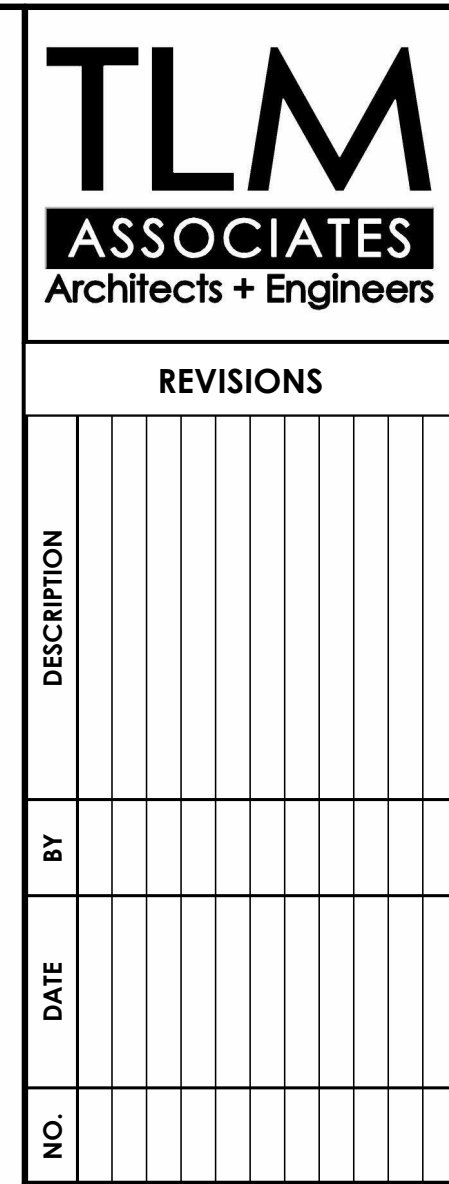 TLM
ASSOCIATES
Architects + Engineers
REVISIONS
DESCRIPTION
BY
DATE
NO.